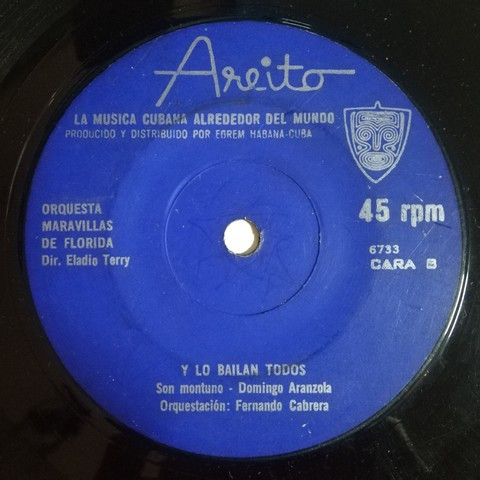 Areito
LA MUSICA CUBANA ALREDEDOR DEL MUNDO
PRODUCIDO Y DISTRIBUIDO POR EGREM HABANA-CUBA
ORQUESTA
MARAVILLAS
DE FLORIDA
Dir. Eladio Terry
45 rpm
6733
CARA B
Y LO BAILAN TODOS
Son montuno - Domingo Aranzola
Orquestación: Fernando Cabrera